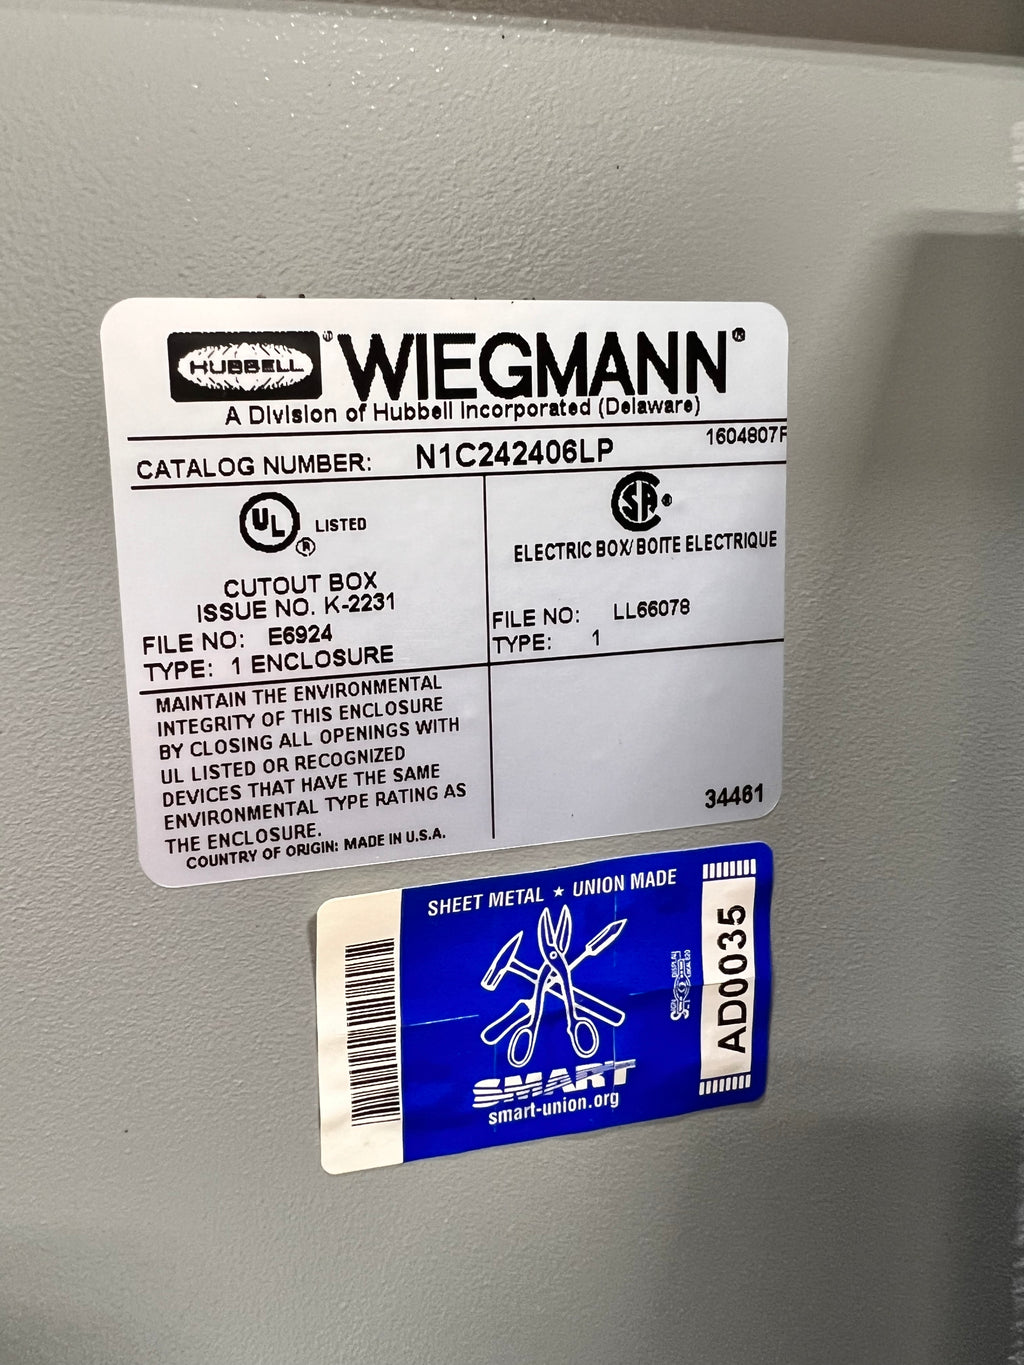 HUBBELL ® WIEGMANN ®
A Division of Hubbell Incorporated (Delaware)
1604807F
CATALOG NUMBER: N1C242406LP
UL ® LISTED
CUTOUT BOX
ISSUE NO. K-2231
FILE NO: E6924
TYPE: 1 ENCLOSURE
SA ®
ELECTRIC BOX/BOITE ELECTRIQUE
FILE NO: LL66078
TYPE: 1
MAINTAIN THE ENVIRONMENTAL
INTEGRITY OF THIS ENCLOSURE
BY CLOSING ALL OPENINGS WITH
UL LISTED OR RECOGNIZED
DEVICES THAT HAVE THE SAME
ENVIRONMENTAL TYPE RATING AS
THE ENCLOSURE.
COUNTRY OF ORIGIN: MADE IN U.S.A.
34461
SHEET METAL ★ UNION MADE
SMART
smart-union.org
AD0035